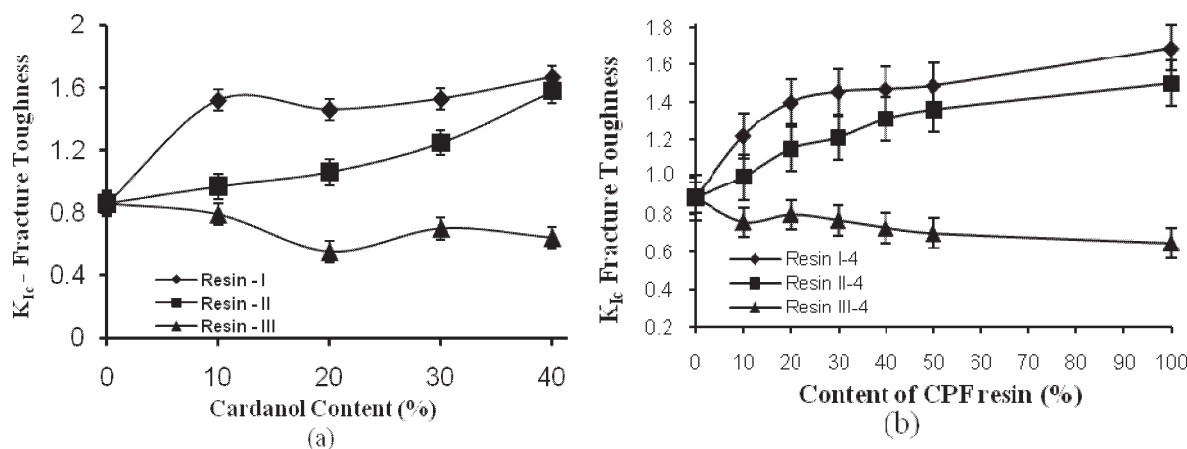 K_Ic - Fracture Toughness
2
1.6
1.2
0.8
0.4
0
Resin - I
Resin - II
Resin - III
0 10 20 30 40
Cardanol Content (%)
(a)
K_Ic Fracture Toughness
1.8
1.6
1.4
1.2
1.0
0.8
0.6
0.4
0.2
Resin I-4
Resin II-4
Resin III-4
0 10 20 30 40 50 60 70 80 90 100
Content of CPF resin (%)
(b)